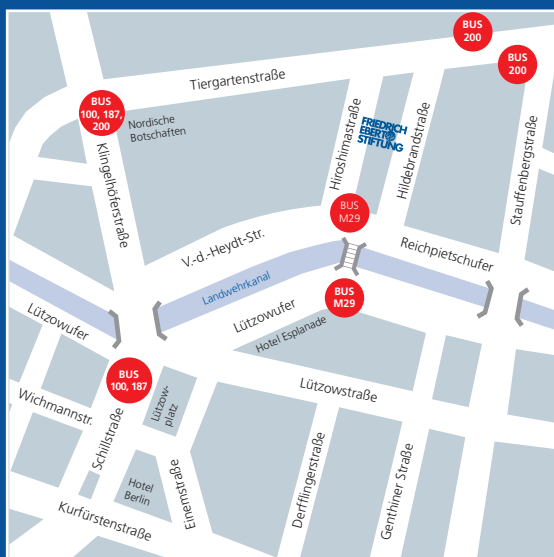 BUS
200
BUS
200
Tiergartenstraße
BUS
100, 187,
200
Nordische
Botschaften
Hiroshimastraße
FRIEDRICH
EBERT
STIFTUNG
Hildebrandstraße
Stauffenbergstraße
Klingelhöferstraße
BUS
M29
V.-d.-Heydt-Str.
Reichpietschufer
Landwehrkanal
BUS
M29
Lützowufer
Lützowufer
Hotel Esplanade
BUS
100, 187
Lützow-
platz
Lützowstraße
Wichmannstr.
Schillstraße
Hotel
Berlin
Einemstraße
Derfflingerstraße
Genthiner Straße
Kurfürstenstraße